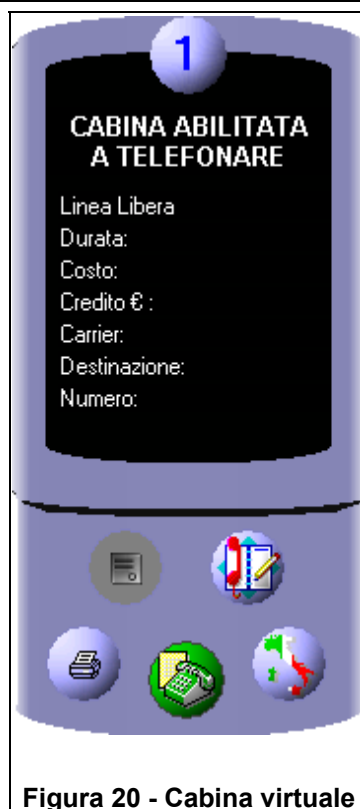 1
CABINA ABILITATA
A TELEFONARE
Linea Libera
Durata:
Costo:
Credito € :
Carrier:
Destinazione:
Numero:
Figura 20 - Cabina virtuale